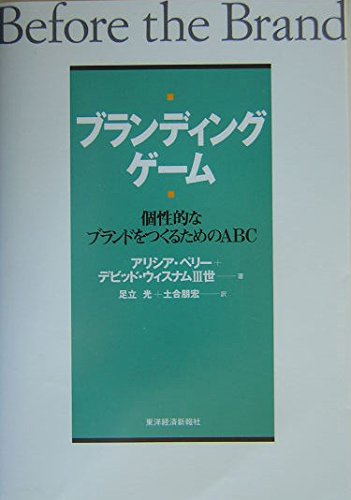 Before the Brand
ブランディング
ゲーム
個性的な
ブランドをつくるためのABC
アリシア・ペリー＋
デビッド・ウィスナムIII世――著
足立 光＋土合朋宏――訳
東洋経済新報社